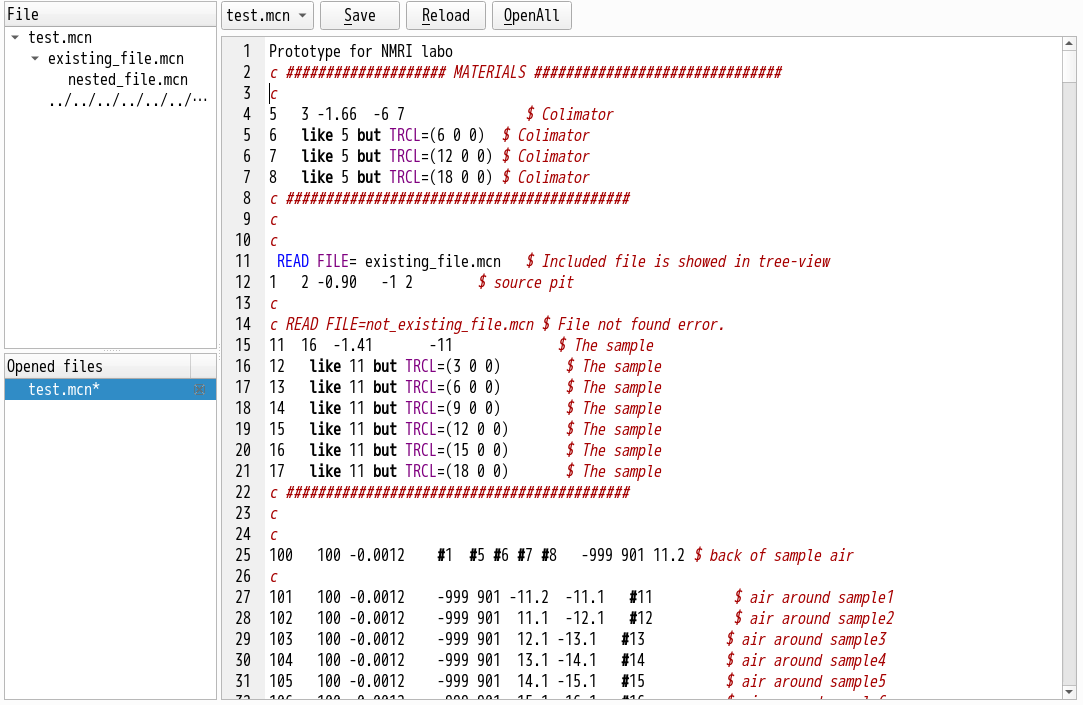 File
test.mcn
existing_file.mcn
nested_file.mcn
../../../../../../…
Opened files
test.mcn*
test.mcn Save Reload OpenAll
1 Prototype for NMRI labo
2 c #################### MATERIALS ###############################
3 c
4 5   3 -1.66  -6 7               $ Colimator
5 6   like 5 but TRCL=(6 0 0)  $ Colimator
6 7   like 5 but TRCL=(12 0 0) $ Colimator
7 8   like 5 but TRCL=(18 0 0) $ Colimator
8 c ###########################################
9 c
10 c
11  READ FILE= existing_file.mcn   $ Included file is showed in tree-view
12 1   2 -0.90   -1 2        $ source pit
13 c
14 c READ FILE=not_existing_file.mcn $ File not found error.
15 11  16  -1.41       -11             $ The sample
16 12   like 11 but TRCL=(3 0 0)        $ The sample
17 13   like 11 but TRCL=(6 0 0)        $ The sample
18 14   like 11 but TRCL=(9 0 0)        $ The sample
19 15   like 11 but TRCL=(12 0 0)       $ The sample
20 16   like 11 but TRCL=(15 0 0)       $ The sample
21 17   like 11 but TRCL=(18 0 0)       $ The sample
22 c ###########################################
23 c
24 c
25 100   100 -0.0012    #1  #5 #6 #7 #8   -999 901 11.2 $ back of sample air
26 c
27 101   100 -0.0012    -999 901 -11.2  -11.1   #11          $ air around sample1
28 102   100 -0.0012    -999 901  11.1  -12.1   #12          $ air around sample2
29 103   100 -0.0012    -999 901  12.1 -13.1   #13          $ air around sample3
30 104   100 -0.0012    -999 901  13.1 -14.1   #14          $ air around sample4
31 105   100 -0.0012    -999 901  14.1 -15.1   #15          $ air around sample5